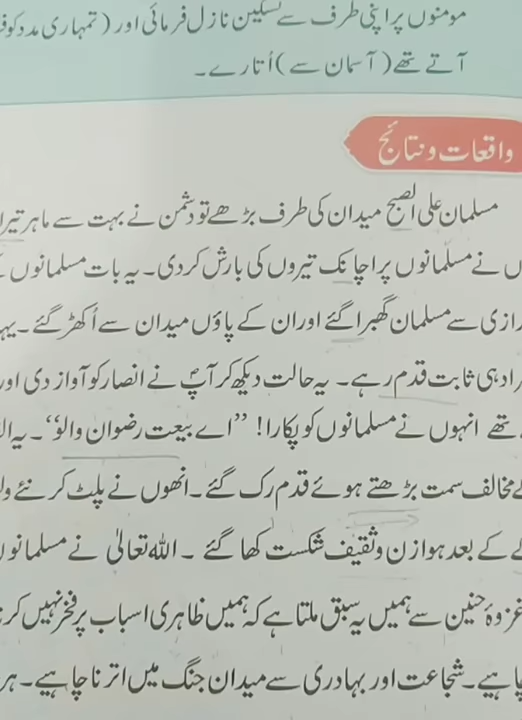 مومنوں پر اپنی طرف سے تسکین نازل فرمائی اور (تمہاری مدد کو
آتے تھے (آسمان سے) اُتارے۔
واقعات و نتائج
مسلمان علی الصبح میدان کی طرف بڑھے تو دشمن نے بہت سے ماہر تیرا
ں نے مسلمانوں پر اچانک تیروں کی بارش کر دی۔ یہ بات مسلمانوں
رازی سے مسلمان گھبرا گئے اور ان کے پاؤں میدان سے اُکھڑ گئے۔ یہا
راد ہی ثابت قدم رہے۔ یہ حالت دیکھ کر آپؐ نے انصار کو آواز دی اور
تھے انہوں نے مسلمانوں کو پکارا! ”اے بیعت رضوان والو“۔ یہ
مخالف سمت بڑھتے ہوئے قدم رک گئے۔ انھوں نے پلٹ کر نئے
کے بعد ہوازن و ثقیف شکست کھا گئے ۔ اللہ تعالیٰ نے مسلمانوں
غزوۂ حنین سے ہمیں یہ سبق ملتا ہے کہ ہمیں ظاہری اسباب پر فخر نہیں کر
چاہیے۔ شجاعت اور بہادری سے میدان جنگ میں اترنا چاہیے۔ ہر